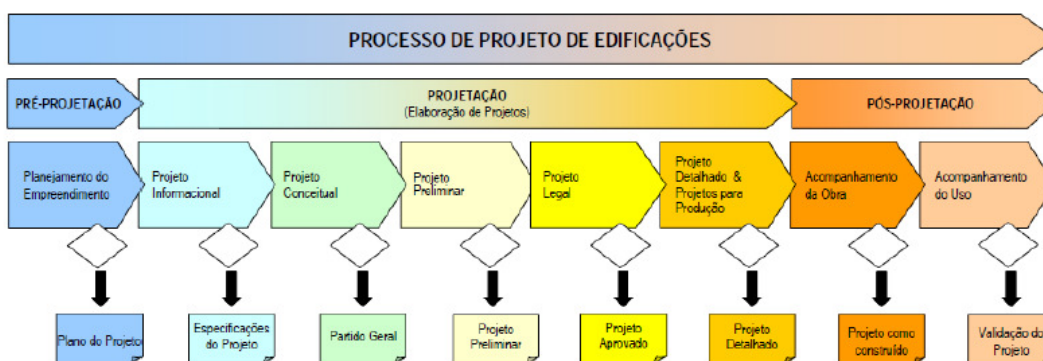 PROCESSO DE PROJETO DE EDIFICAÇÕES
PRÉ-PROJETAÇÃO
PROJETAÇÃO
(Elaboração de Projetos)
PÓS-PROJETAÇÃO
Planejamento do
Empreendimento
Projeto
Informacional
Projeto
Conceitual
Projeto
Preliminar
Projeto
Legal
Projeto
Detalhado &
Projetos para
Produção
Acompanhamento
da Obra
Acompanhamento
do Uso
Plano do Projeto
Especificações
do Projeto
Partido Geral
Projeto
Preliminar
Projeto
Aprovado
Projeto
Detalhado
Projeto como
construído
Validação do
Projeto